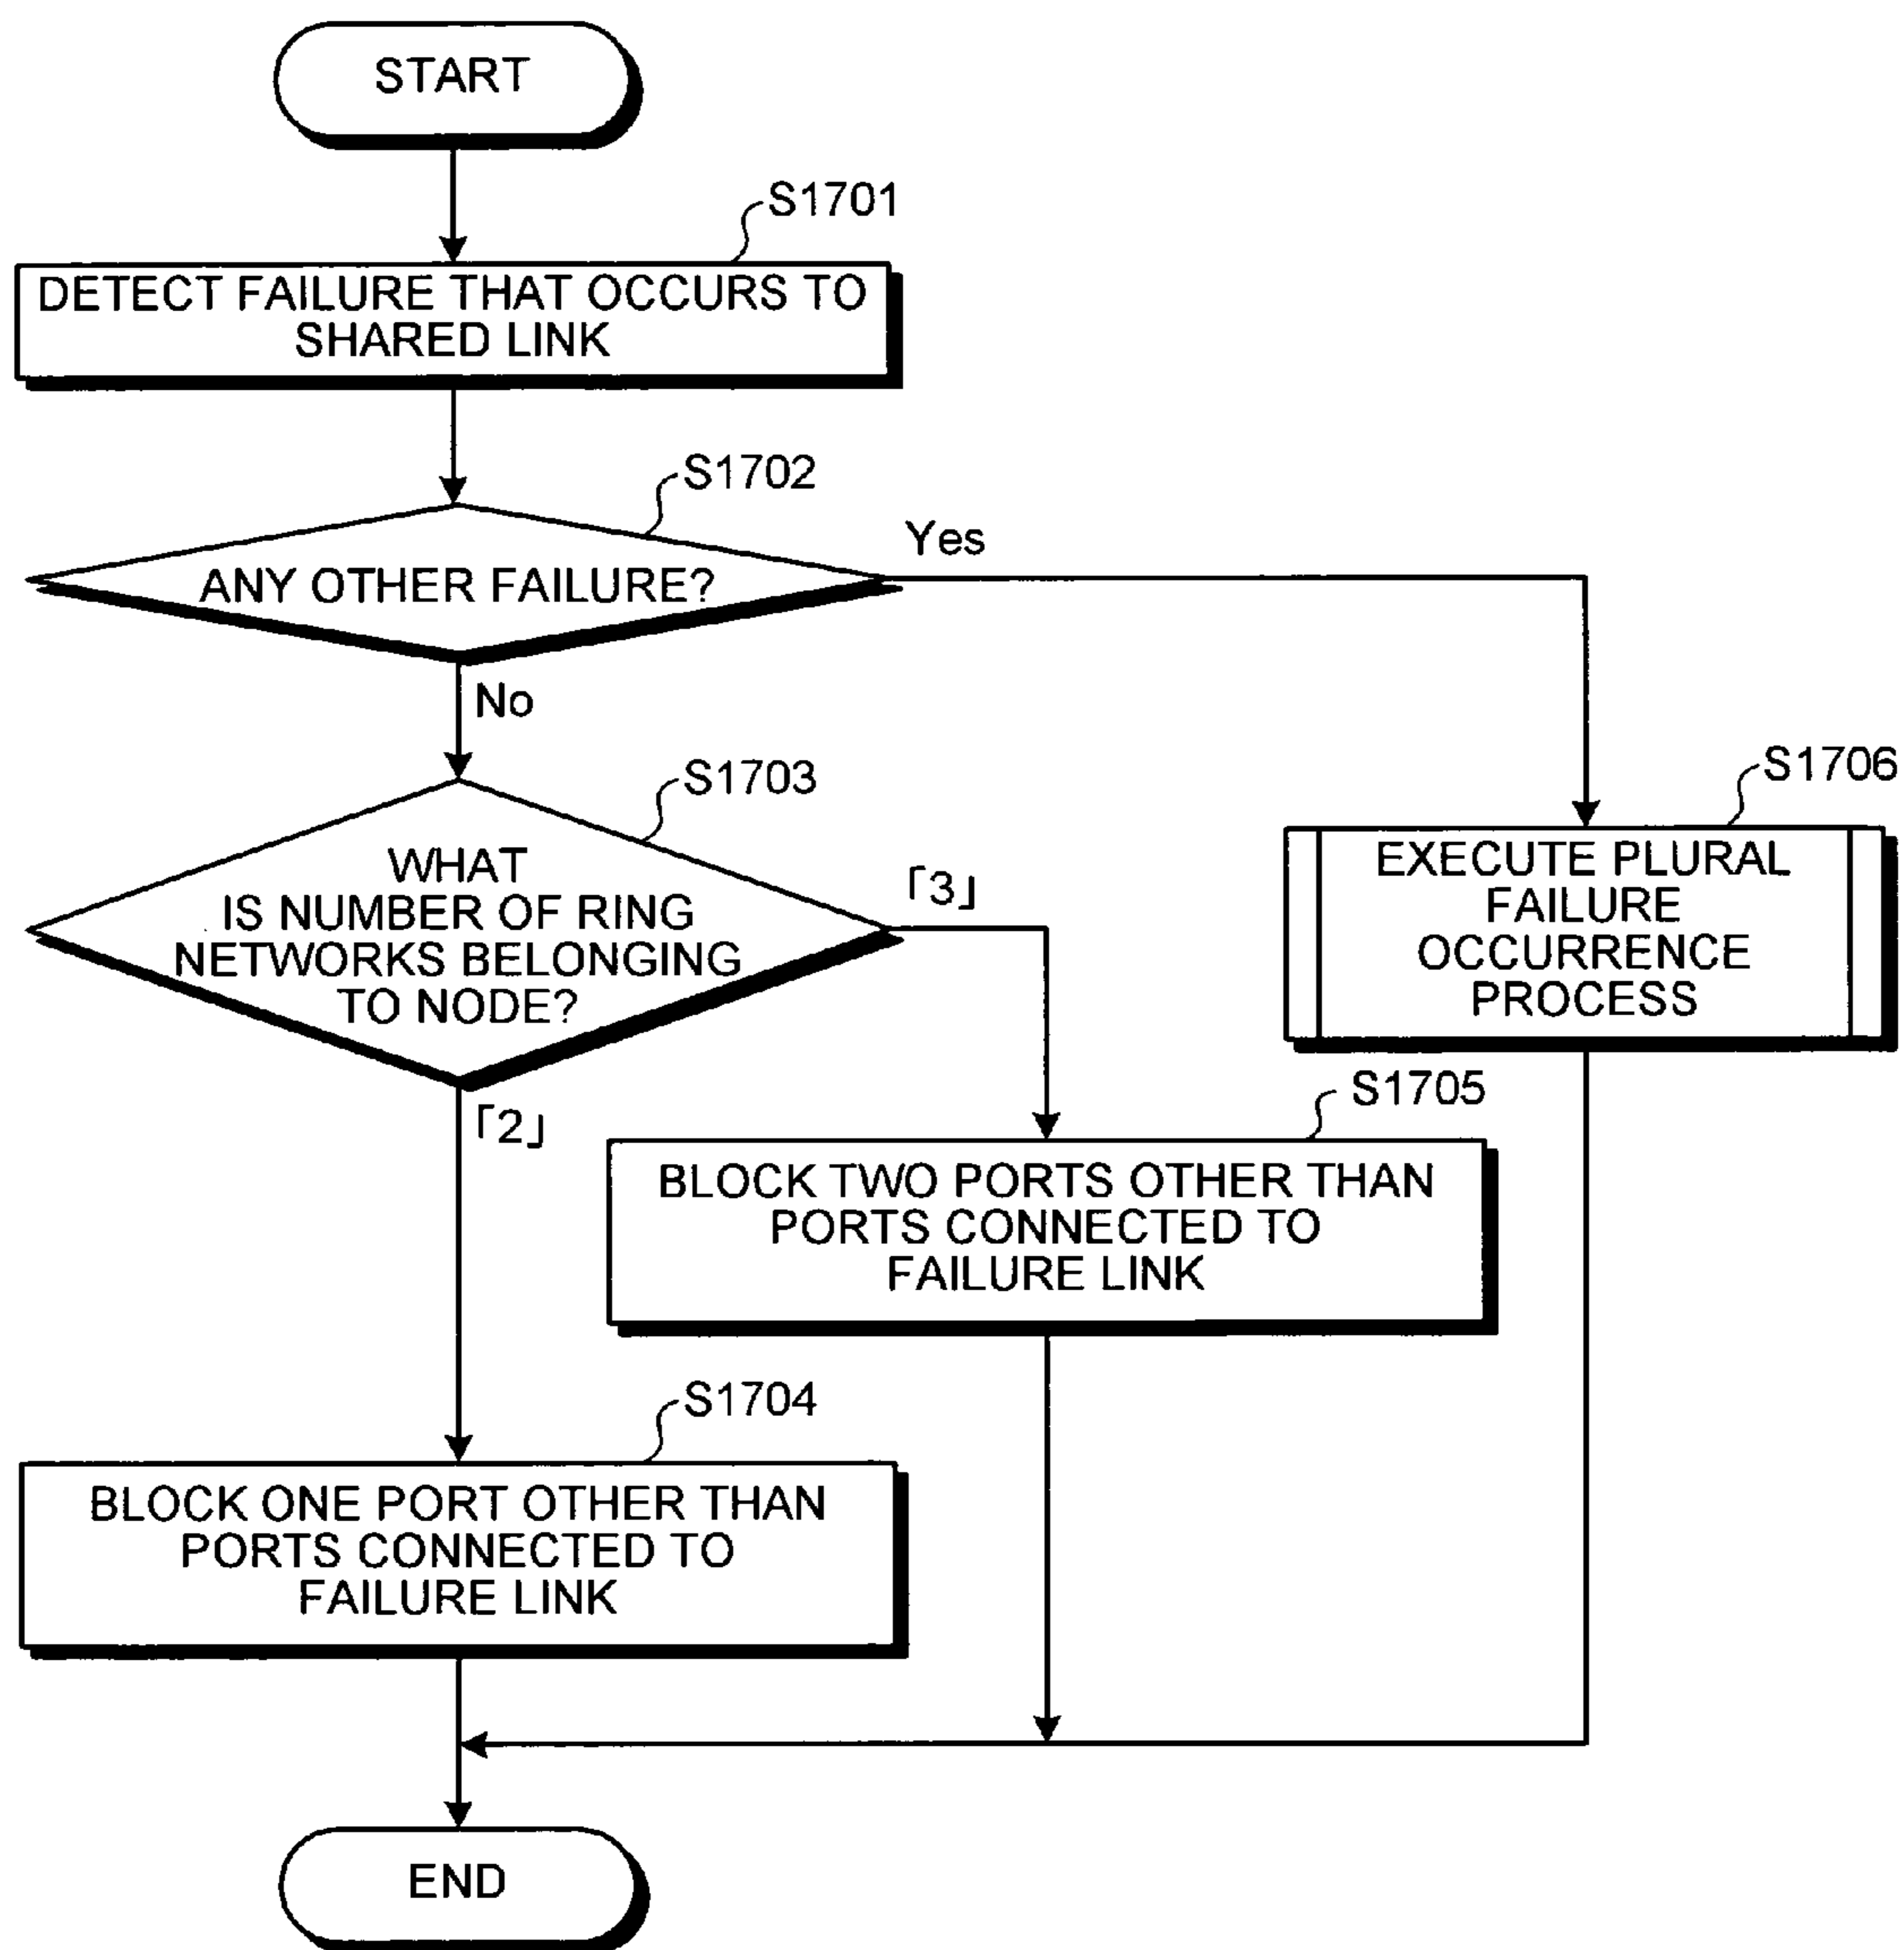 START
S1701
DETECT FAILURE THAT OCCURS TO
SHARED LINK
S1702
Yes
ANY OTHER FAILURE?
No
S1703
WHAT
IS NUMBER OF RING
NETWORKS BELONGING
TO NODE?
「3」
S1706
EXECUTE PLURAL
FAILURE
OCCURRENCE
PROCESS
「2」
S1705
BLOCK TWO PORTS OTHER THAN
PORTS CONNECTED TO
FAILURE LINK
S1704
BLOCK ONE PORT OTHER THAN
PORTS CONNECTED TO
FAILURE LINK
END